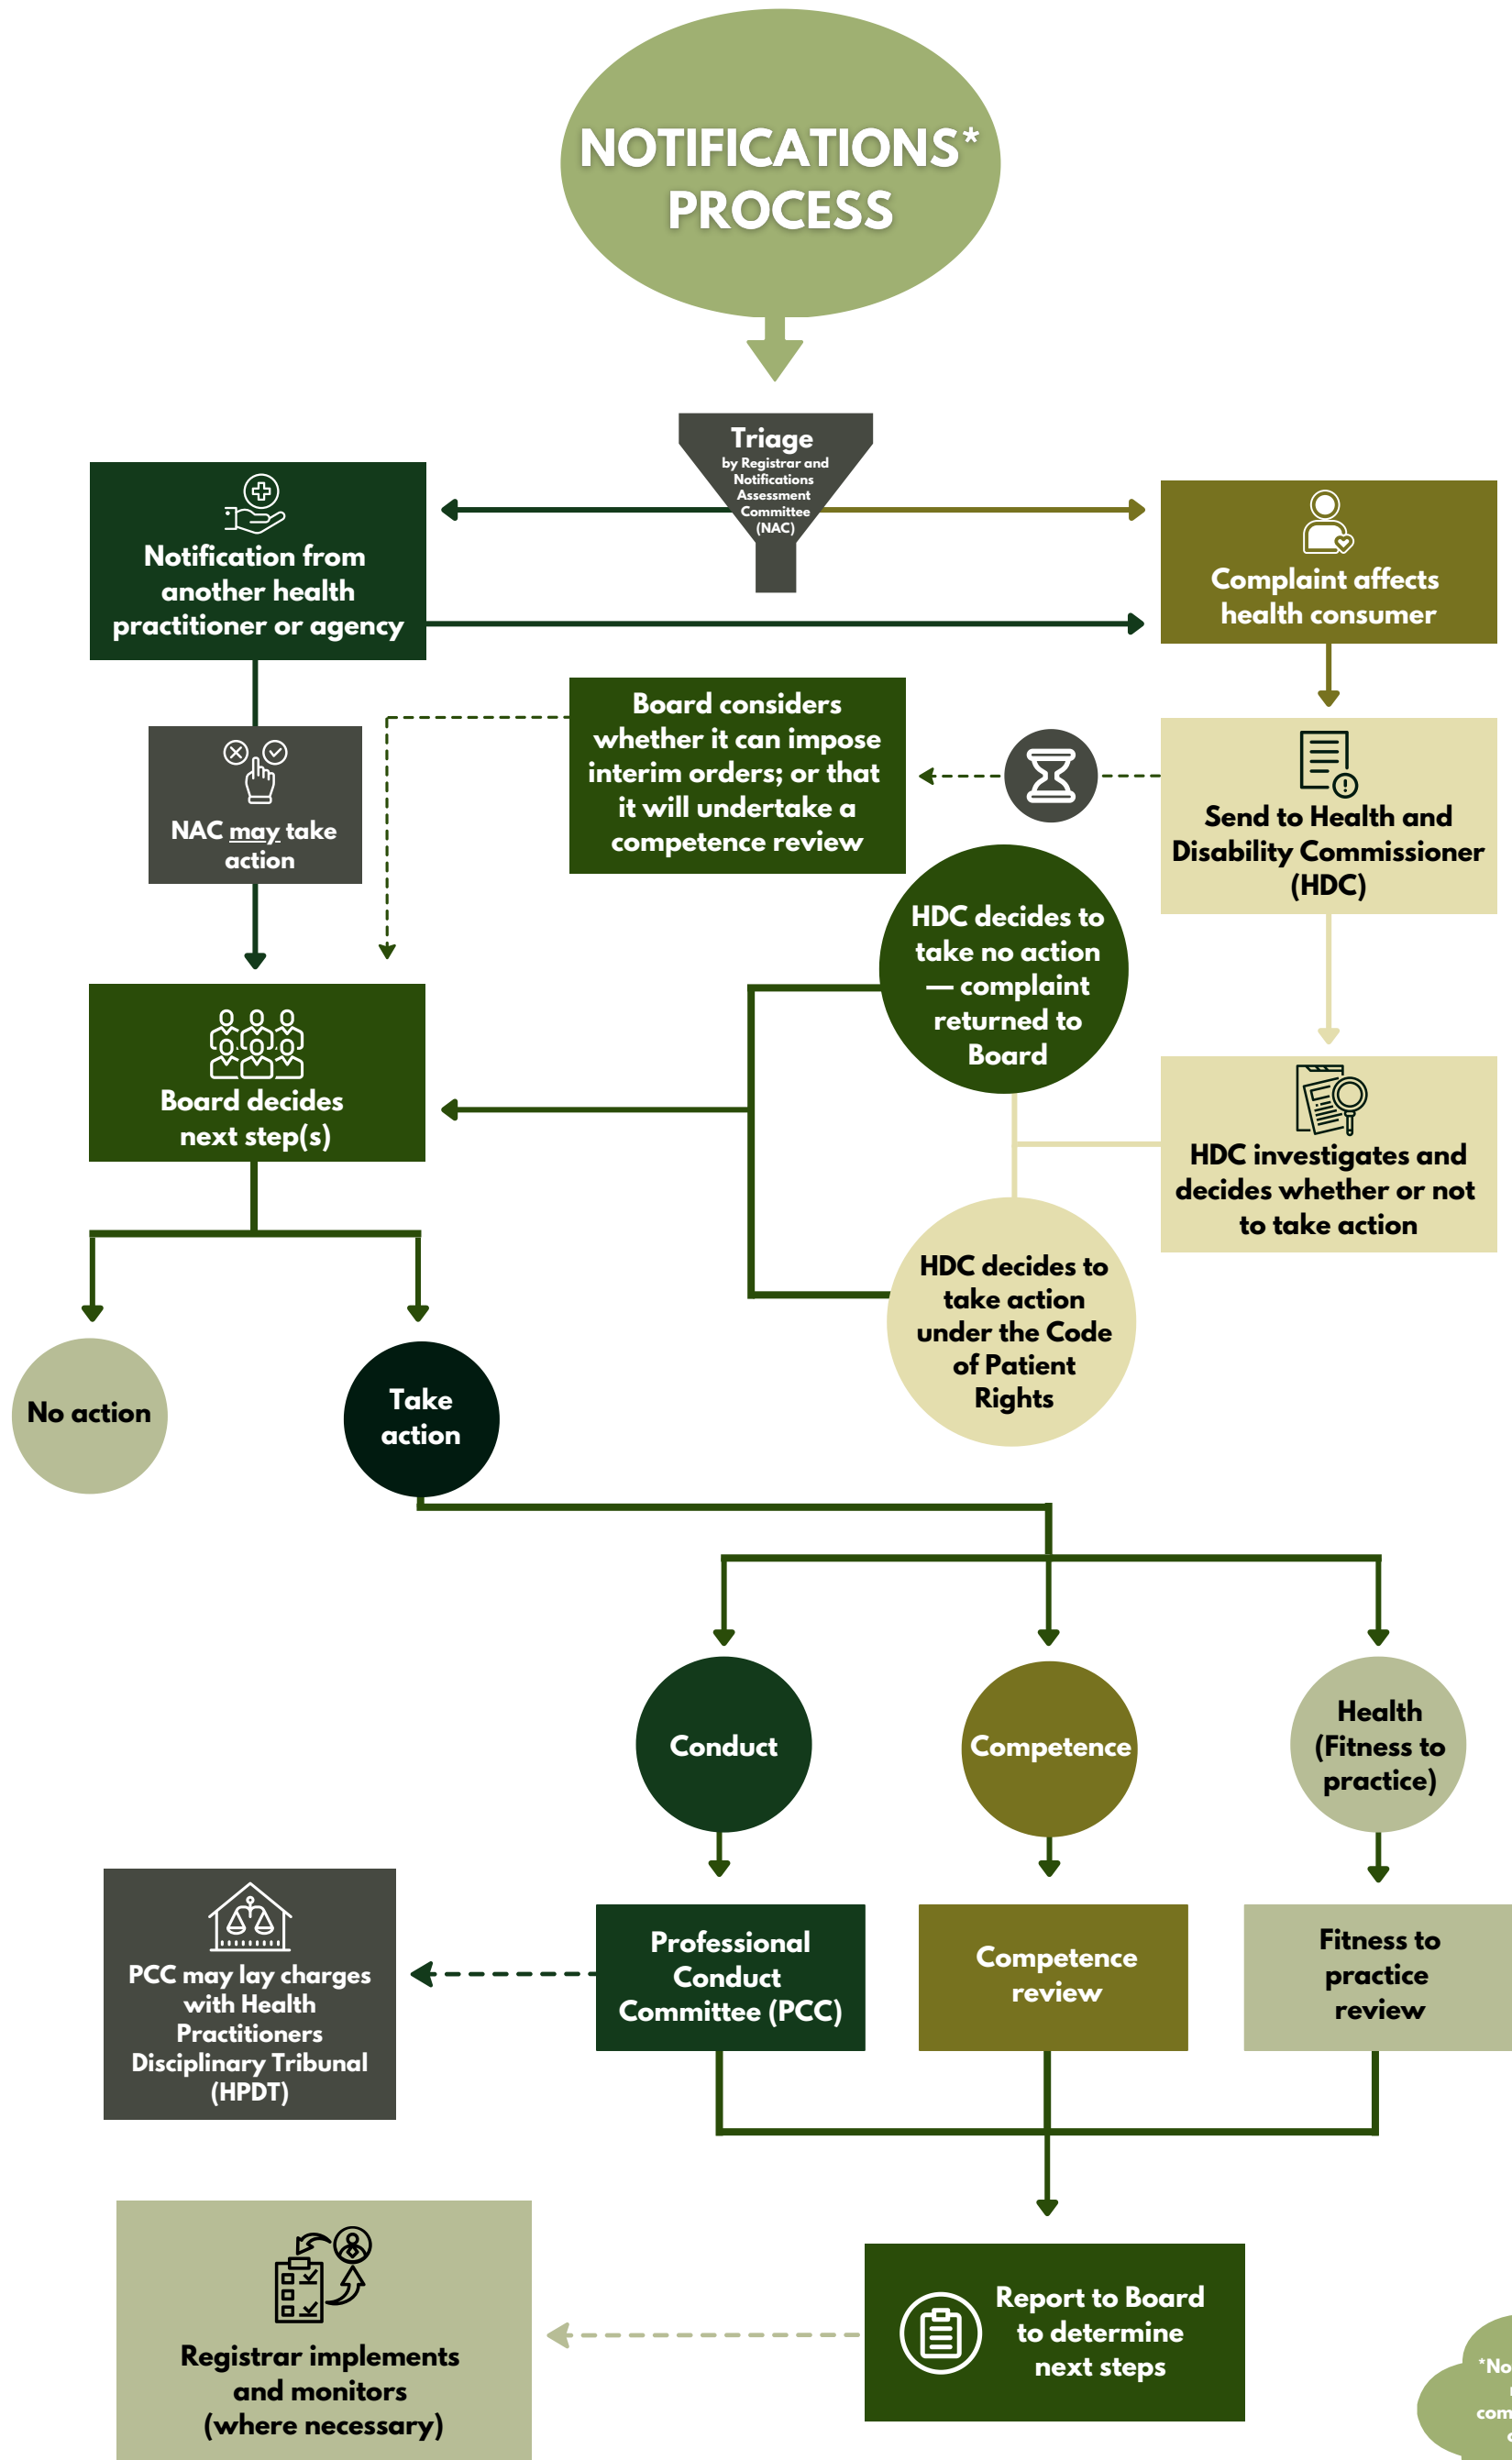 NOTIFICATIONS*
PROCESS
Triage
by Registrar and
Notifications
Assessment
Committee
(NAC)
Notification from
another health
practitioner or agency
Complaint affects
health consumer
NAC may take
action
Board considers
whether it can impose
interim orders; or that
it will undertake a
competence review
Send to Health and
Disability Commissioner
(HDC)
HDC decides to
take no action
— complaint
returned to
Board
Board decides
next step(s)
HDC investigates and
decides whether or not
to take action
HDC decides to
take action
under the Code
of Patient
Rights
No action
Take
action
Conduct
Competence
Health
(Fitness to
practice)
PCC may lay charges
with Health
Practitioners
Disciplinary Tribunal
(HPDT)
Professional
Conduct
Committee (PCC)
Competence
review
Fitness to
practice
review
Registrar implements
and monitors
(where necessary)
Report to Board
to determine
next steps